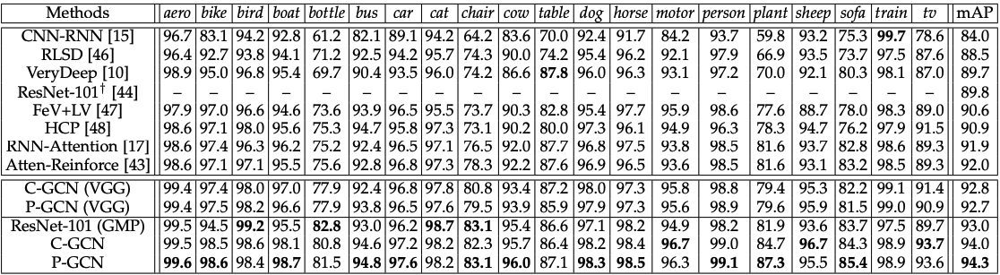 Methods aero bike bird boat bottle bus car cat chair cow table dog horse motor person plant sheep sofa train tv mAP
CNN-RNN [15] 96.7 83.1 94.2 92.8 61.2 82.1 89.1 94.2 64.2 83.6 70.0 92.4 91.7 84.2 93.7 59.8 93.2 75.3 99.7 78.6 84.0
RLSD [46] 96.4 92.7 93.8 94.1 71.2 92.5 94.2 95.7 74.3 90.0 74.2 95.4 96.2 92.1 97.9 66.9 93.5 73.7 97.5 87.6 88.5
VeryDeep [10] 98.9 95.0 96.8 95.4 69.7 90.4 93.5 96.0 74.2 86.6 87.8 96.0 96.3 93.1 97.2 70.0 92.1 80.3 98.1 87.0 89.7
ResNet-101† [44] – – – – – – – – – – – – – – – – – – – – 89.8
FeV+LV [47] 97.9 97.0 96.6 94.6 73.6 93.9 96.5 95.5 73.7 90.3 82.8 95.4 97.7 95.9 98.6 77.6 88.7 78.0 98.3 89.0 90.6
HCP [48] 98.6 97.1 98.0 95.6 75.3 94.7 95.8 97.3 73.1 90.2 80.0 97.3 96.1 94.9 96.3 78.3 94.7 76.2 97.9 91.5 90.9
RNN-Attention [17] 98.6 97.4 96.3 96.2 75.2 92.4 96.5 97.1 76.5 92.0 87.7 96.8 97.5 93.8 98.5 81.6 93.7 82.8 98.6 89.3 91.9
Atten-Reinforce [43] 98.6 97.1 97.1 95.5 75.6 92.8 96.8 97.3 78.3 92.2 87.6 96.9 96.5 93.6 98.5 81.6 93.1 83.2 98.5 89.3 92.0
C-GCN (VGG) 99.4 97.4 98.0 97.0 77.9 92.4 96.8 97.8 80.8 93.4 87.2 98.0 97.3 95.8 98.8 79.4 95.3 82.2 99.1 91.4 92.8
P-GCN (VGG) 99.4 97.5 98.2 96.6 77.9 93.8 96.5 97.6 79.5 93.9 85.9 97.9 97.3 96.0 98.9 79.6 95.9 81.5 99.0 90.9 92.7
ResNet-101 (GMP) 99.5 94.5 99.2 95.5 82.8 93.0 96.2 98.7 83.1 92.4 86.6 97.1 98.2 94.9 98.2 81.9 93.6 83.7 97.5 89.7 93.0
C-GCN 99.5 98.5 98.6 98.1 80.8 94.6 97.2 98.2 82.3 95.7 86.4 98.2 98.4 96.7 99.0 84.7 96.7 84.3 98.9 93.7 94.0
P-GCN 99.6 98.6 98.4 98.7 81.5 94.8 97.6 98.2 83.1 96.0 87.1 98.3 98.5 96.3 99.1 87.3 95.5 85.4 98.9 93.6 94.3